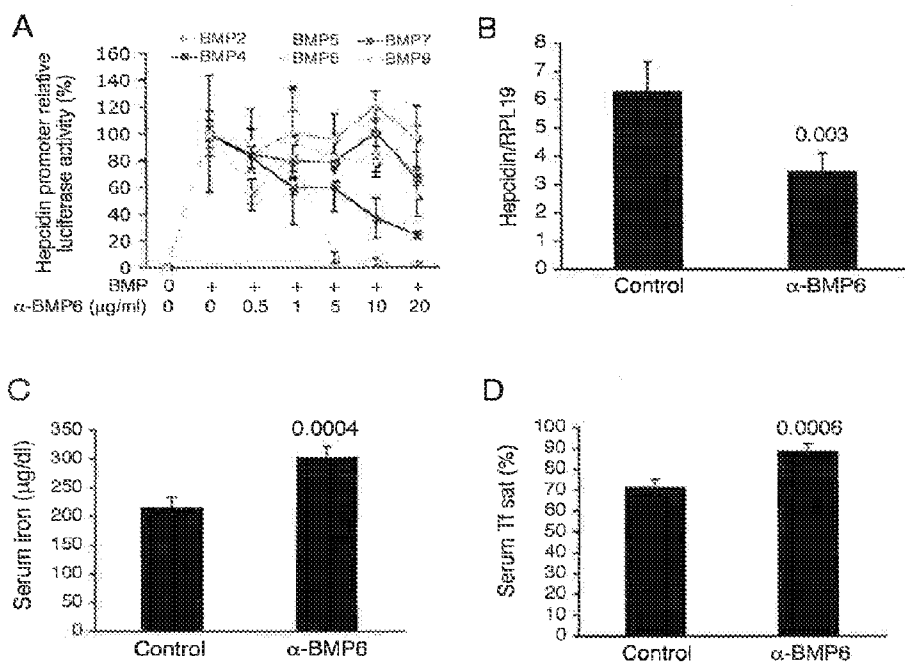 A
BMP2 BMP5 BMP7
BMP4 BMP6 BMP9
Hepcidin promoter relative
luciferase activity (%)
160
140
120
100
80
60
40
20
0
BMP 0 + + + + + +
α-BMP6 (μg/ml) 0 0 0.5 1 5 10 20
B
Hepcidin/RPL19
8
7
6
5
4
3
2
1
0
0.003
Control α-BMP6
C
Serum iron (μg/dl)
350
300
250
200
150
100
50
0
0.0004
Control α-BMP6
D
Serum Tf sat (%)
100
90
80
70
60
50
40
30
20
10
0
0.0006
Control α-BMP6